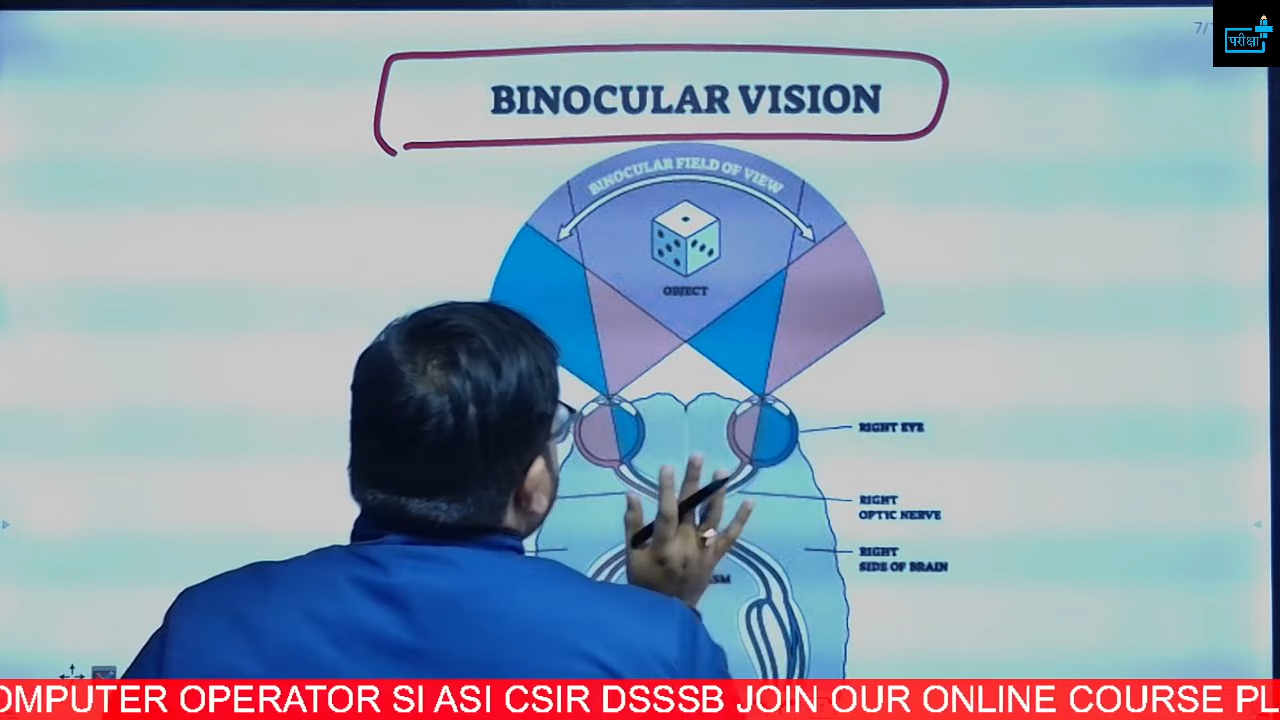 परीक्षा
BINOCULAR VISION
BINOCULAR FIELD OF VIEW
OBJECT
RIGHT EYE
RIGHT
OPTIC NERVE
RIGHT
SIDE OF BRAIN
OMPUTER OPERATOR SI ASI CSIR DSSSB JOIN OUR ONLINE COURSE PL